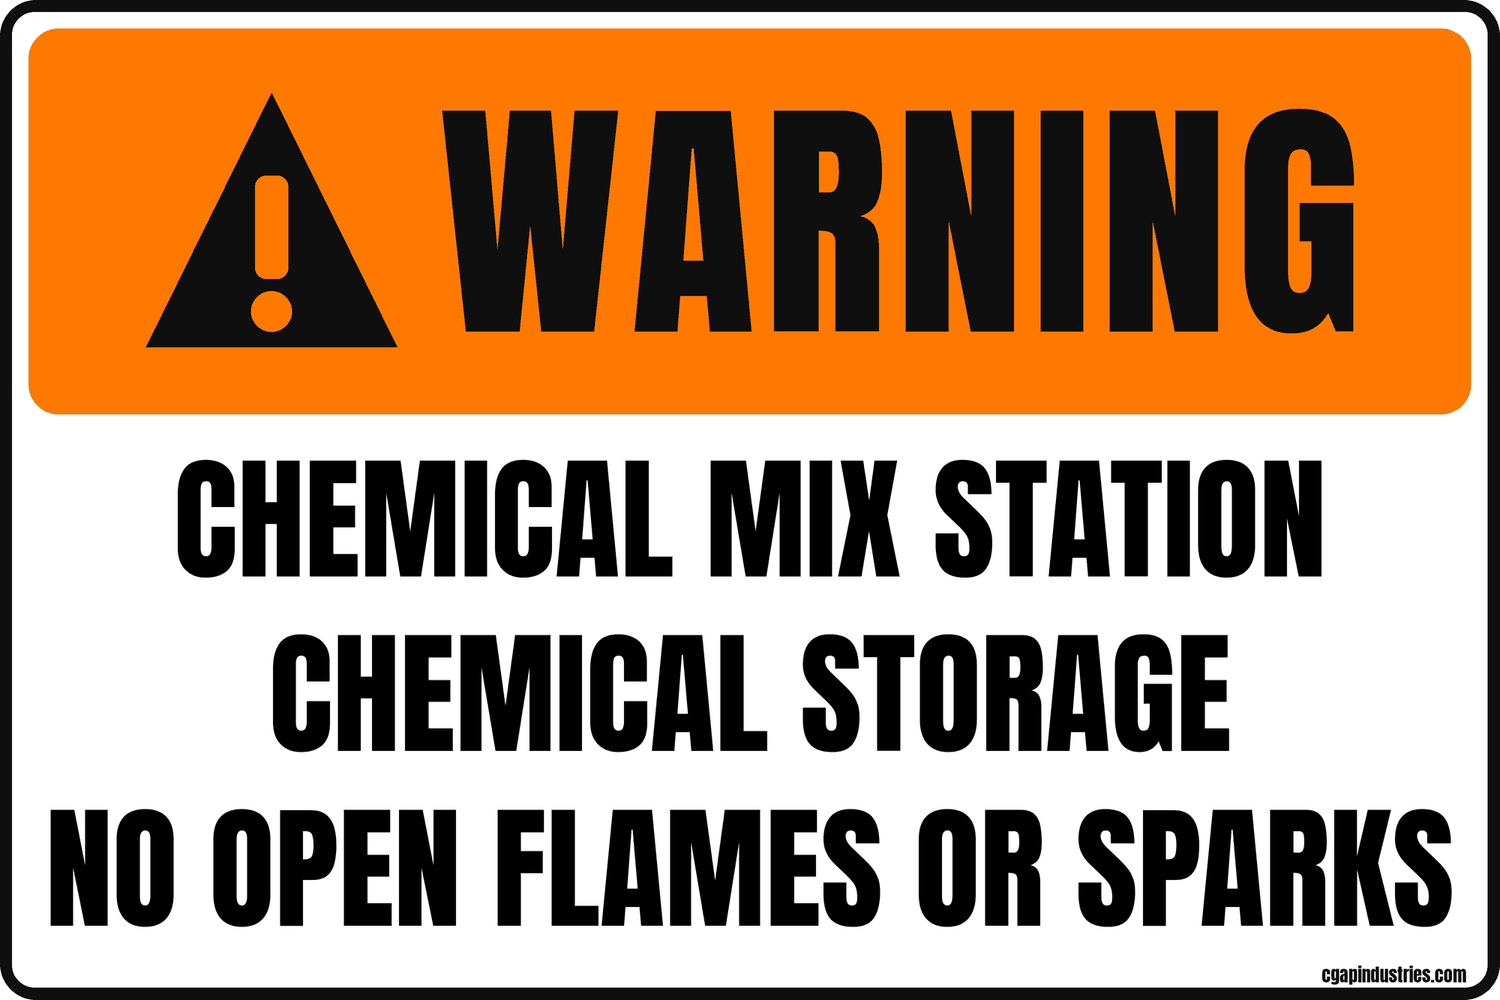 WARNING
CHEMICAL MIX STATION
CHEMICAL STORAGE
NO OPEN FLAMES OR SPARKS
cgapindustries.com